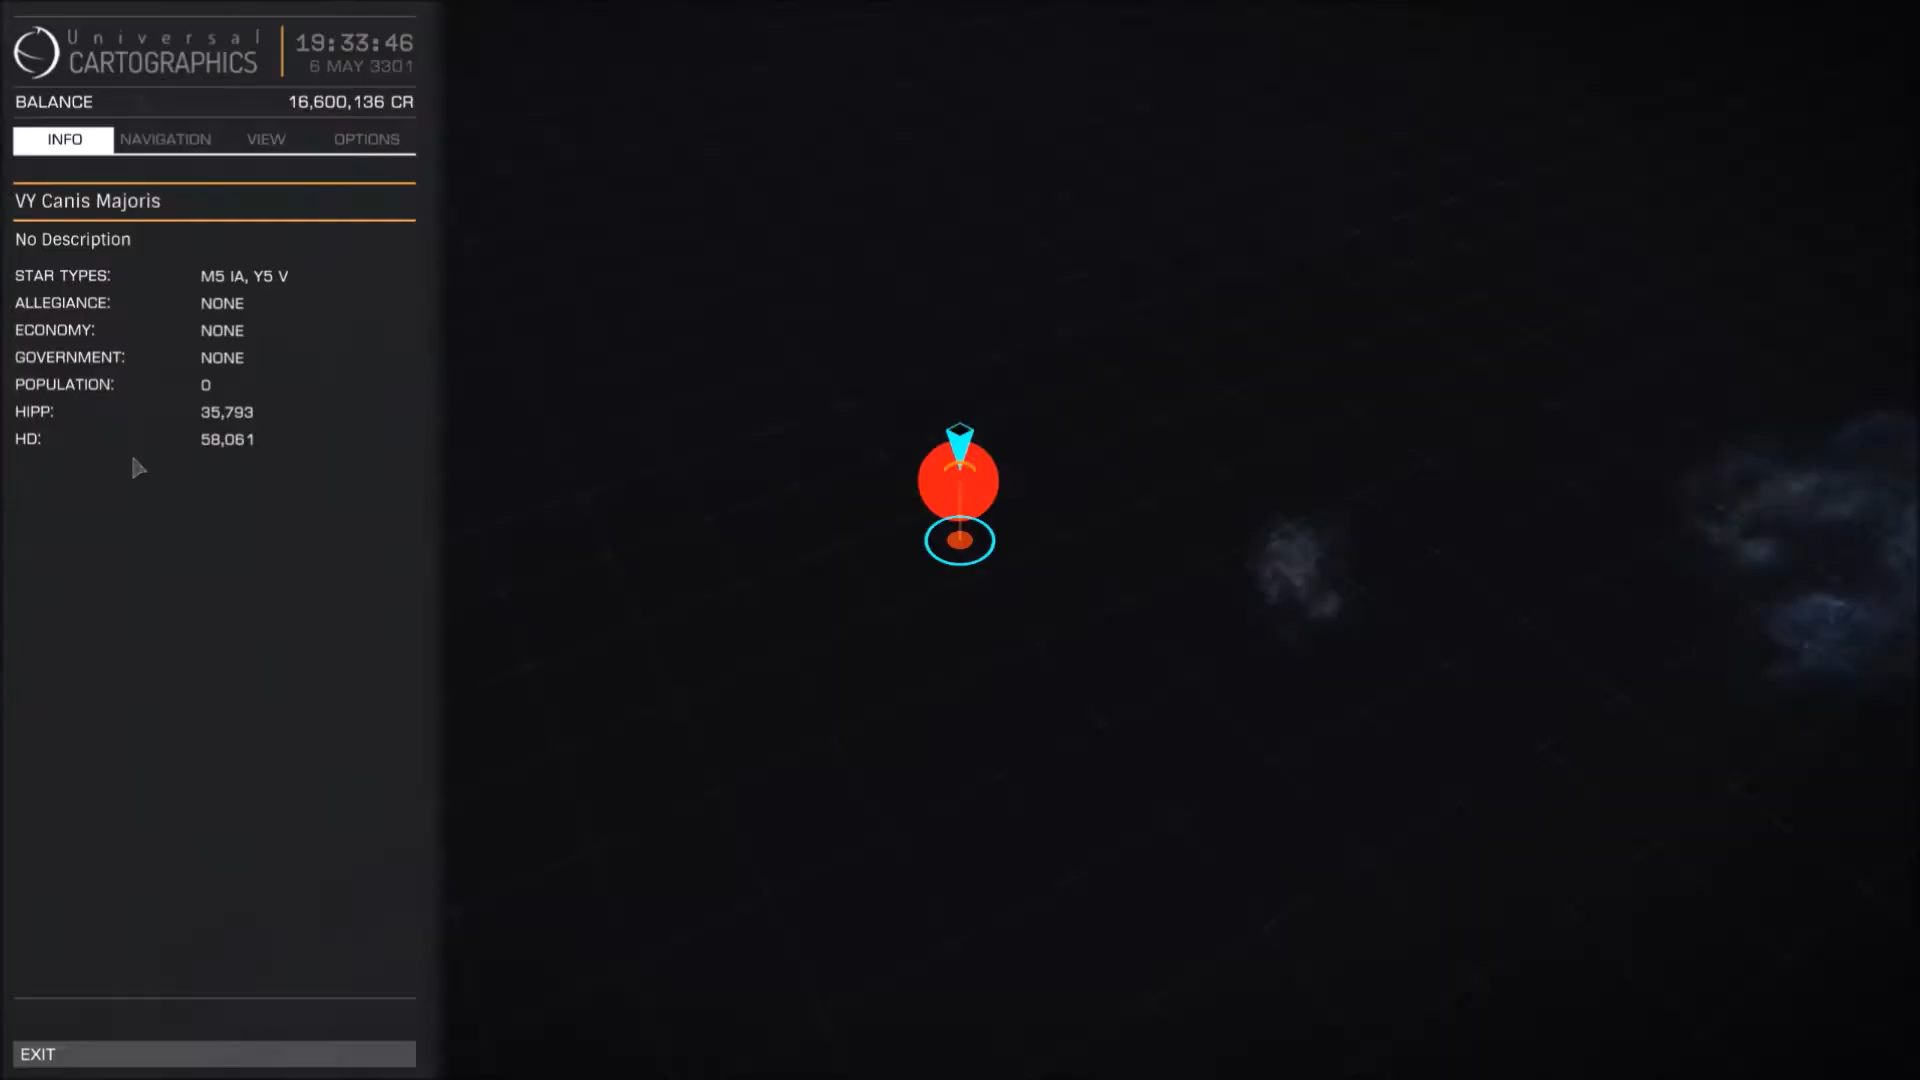 Universal
CARTOGRAPHICS
19:33:46
6 MAY 3301
BALANCE 16,600,136 CR
INFO NAVIGATION VIEW OPTIONS
VY Canis Majoris
No Description
STAR TYPES: M5 IA, Y5 V
ALLEGIANCE: NONE
ECONOMY: NONE
GOVERNMENT: NONE
POPULATION: 0
HIPP: 35,793
HD: 58,061
EXIT